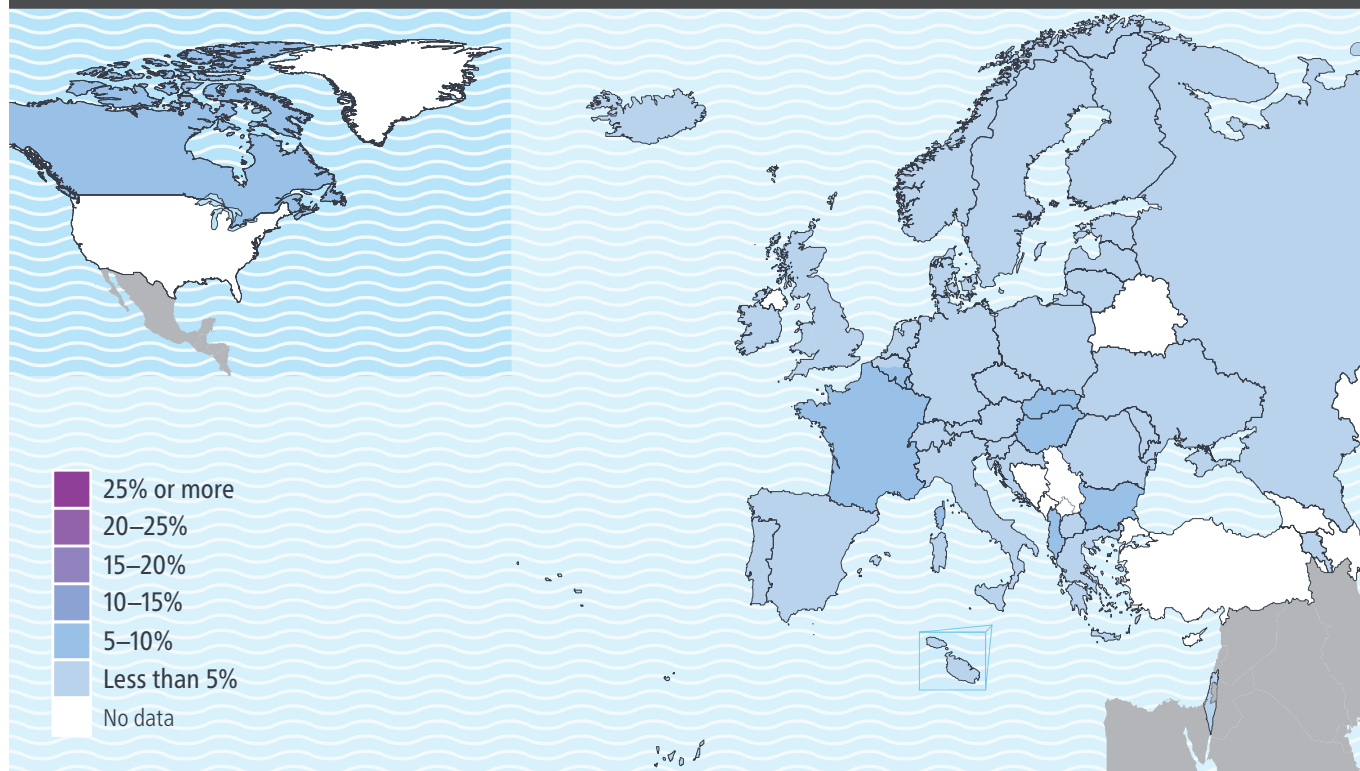 25% or more
20–25%
15–20%
10–15%
5–10%
Less than 5%
No data